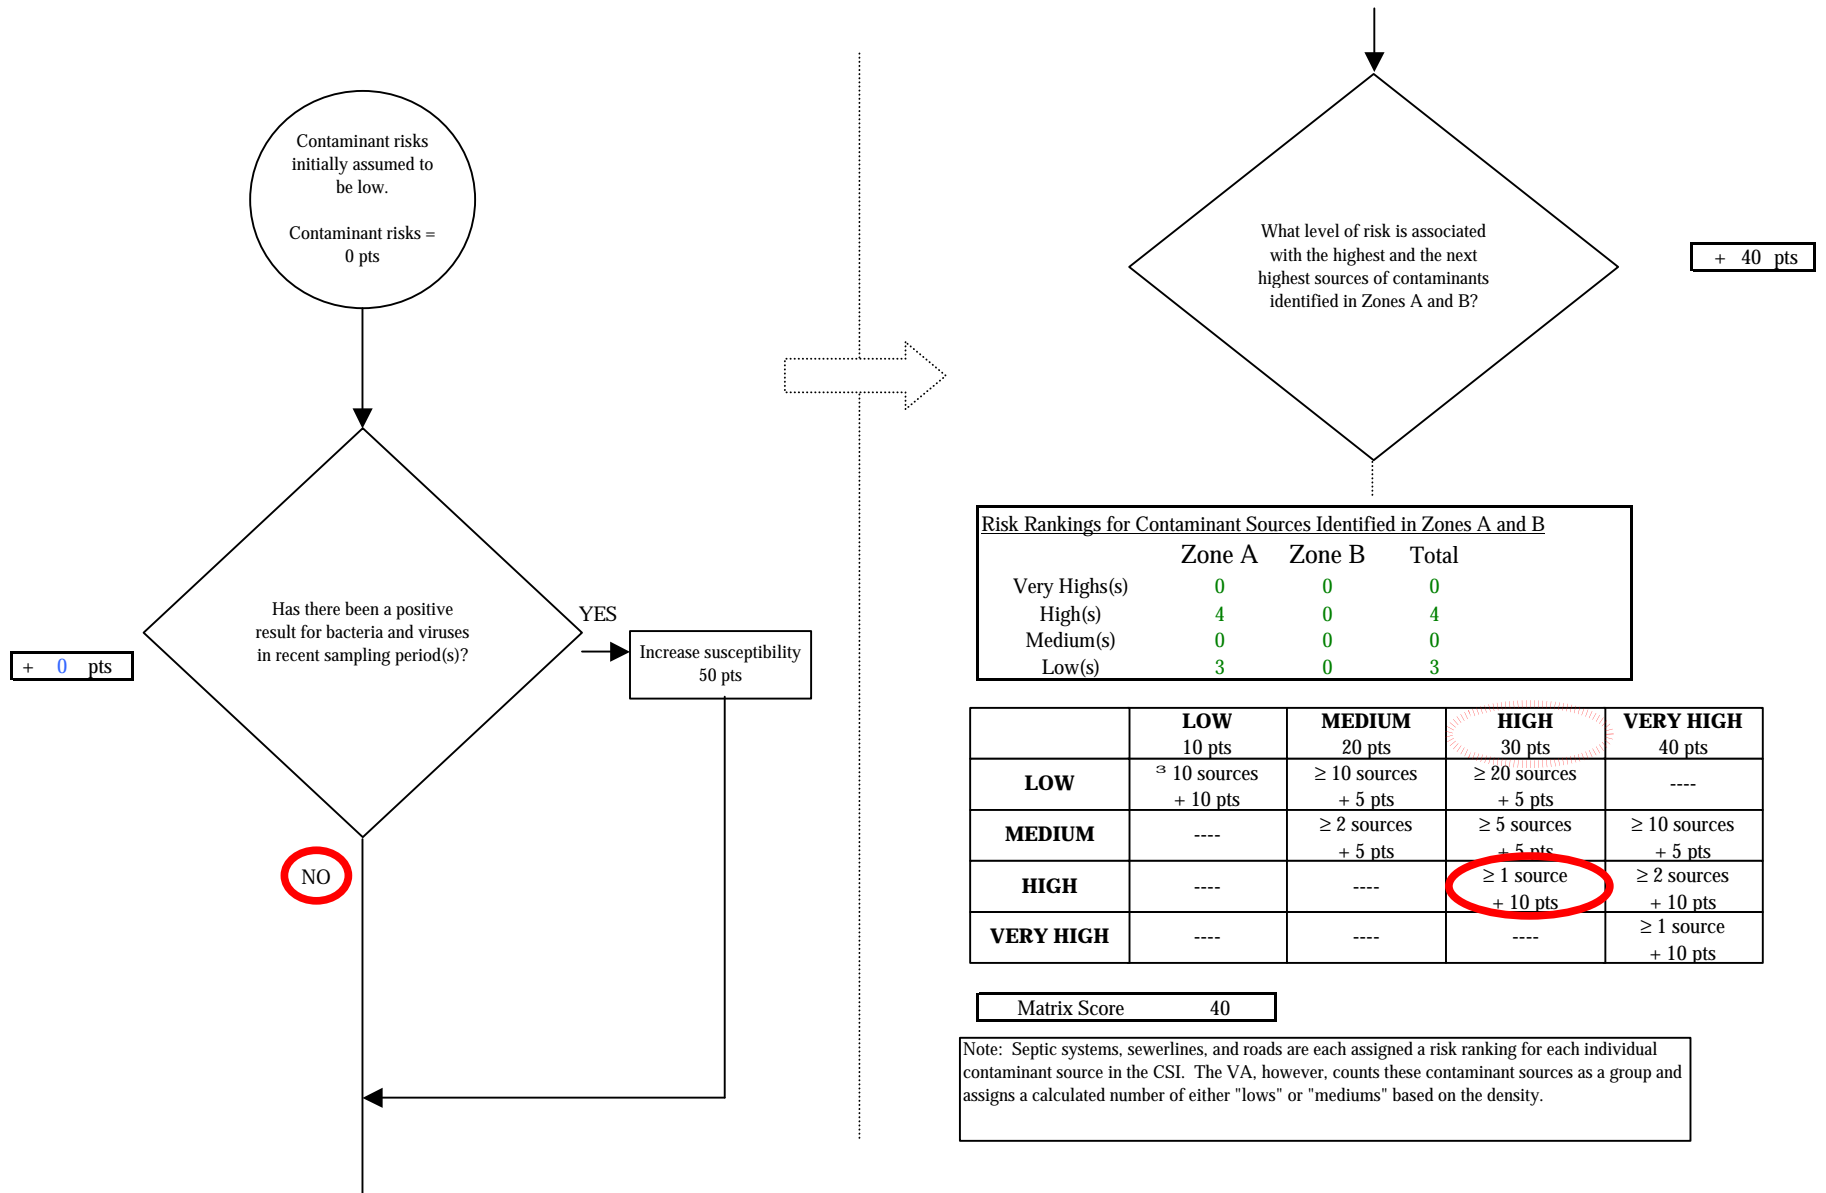 Contaminant risks
initially assumed to
be low.
Contaminant risks =
0 pts
Has there been a positive
result for bacteria and viruses
in recent sampling period(s)?
YES
Increase susceptibility
50 pts
+ 0 pts
NO
What level of risk is associated
with the highest and the next
highest sources of contaminants
identified in Zones A and B?
+ 40 pts
Risk Rankings for Contaminant Sources Identified in Zones A and B
Zone A Zone B Total
Very Highs(s) 0 0 0
High(s) 4 0 4
Medium(s) 0 0 0
Low(s) 3 0 3
LOW MEDIUM HIGH VERY HIGH
10 pts 20 pts 30 pts 40 pts
LOW ³ 10 sources ≥ 10 sources ≥ 20 sources ----
+ 10 pts + 5 pts + 5 pts
MEDIUM ---- ≥ 2 sources ≥ 5 sources ≥ 10 sources
+ 5 pts + 5 pts + 5 pts
HIGH ---- ---- ≥ 1 source ≥ 2 sources
+ 10 pts + 10 pts
VERY HIGH ---- ---- ---- ≥ 1 source
+ 10 pts
Matrix Score 40
Note: Septic systems, sewerlines, and roads are each assigned a risk ranking for each individual
contaminant source in the CSI. The VA, however, counts these contaminant sources as a group and
assigns a calculated number of either "lows" or "mediums" based on the density.